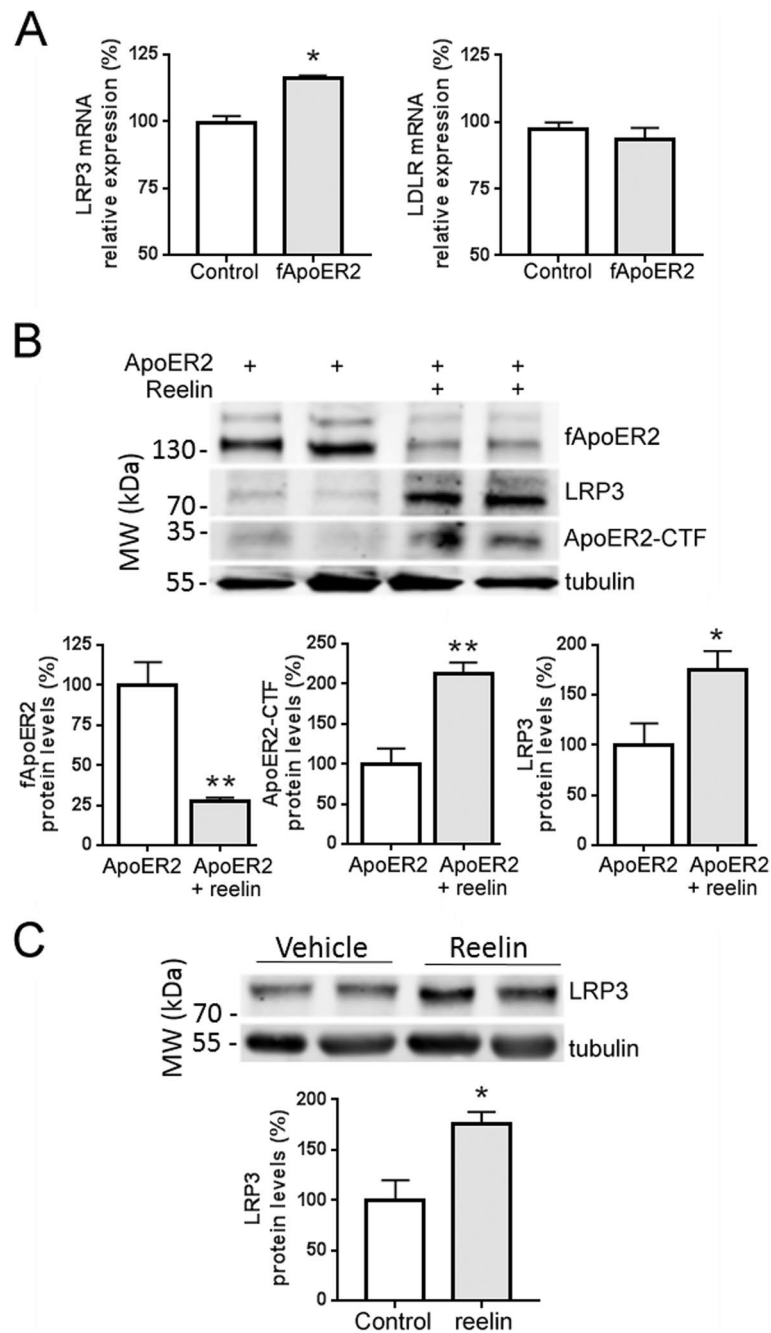 A
LRP3 mRNA
relative expression (%)
125
100
75
50
*
Control
fApoER2
LDLR mRNA
relative expression (%)
125
100
75
50
Control
fApoER2
B
ApoER2 + + + +
Reelin + +
MW (kDa)
130 -
fApoER2
70 -
LRP3
35 -
ApoER2-CTF
55 -
tubulin
fApoER2
protein levels (%)
125
100
75
50
25
0
**
ApoER2
ApoER2
+ reelin
ApoER2-CTF
protein levels (%)
250
200
150
100
50
0
**
ApoER2
ApoER2
+ reelin
LRP3
protein levels (%)
200
150
100
50
0
*
ApoER2
ApoER2
+ reelin
C
Vehicle Reelin
MW (kDa)
LRP3
70 -
55 -
tubulin
LRP3
protein levels (%)
200
150
100
50
0
*
Control
reelin